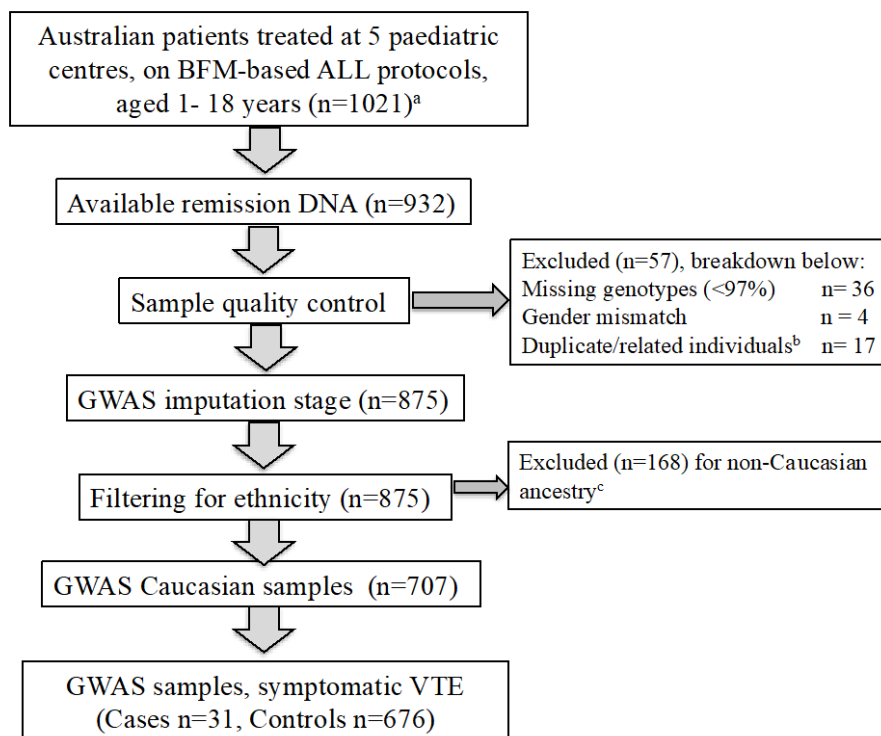 Australian patients treated at 5 paediatric
centres, on BFM-based ALL protocols,
aged 1- 18 years (n=1021)ᵃ
Available remission DNA (n=932)
Sample quality control
Excluded (n=57), breakdown below:
Missing genotypes (<97%) n= 36
Gender mismatch n = 4
Duplicate/related individualsᵇ n= 17
GWAS imputation stage (n=875)
Filtering for ethnicity (n=875)
Excluded (n=168) for non-Caucasian
ancestryᶜ
GWAS Caucasian samples (n=707)
GWAS samples, symptomatic VTE
(Cases n=31, Controls n=676)